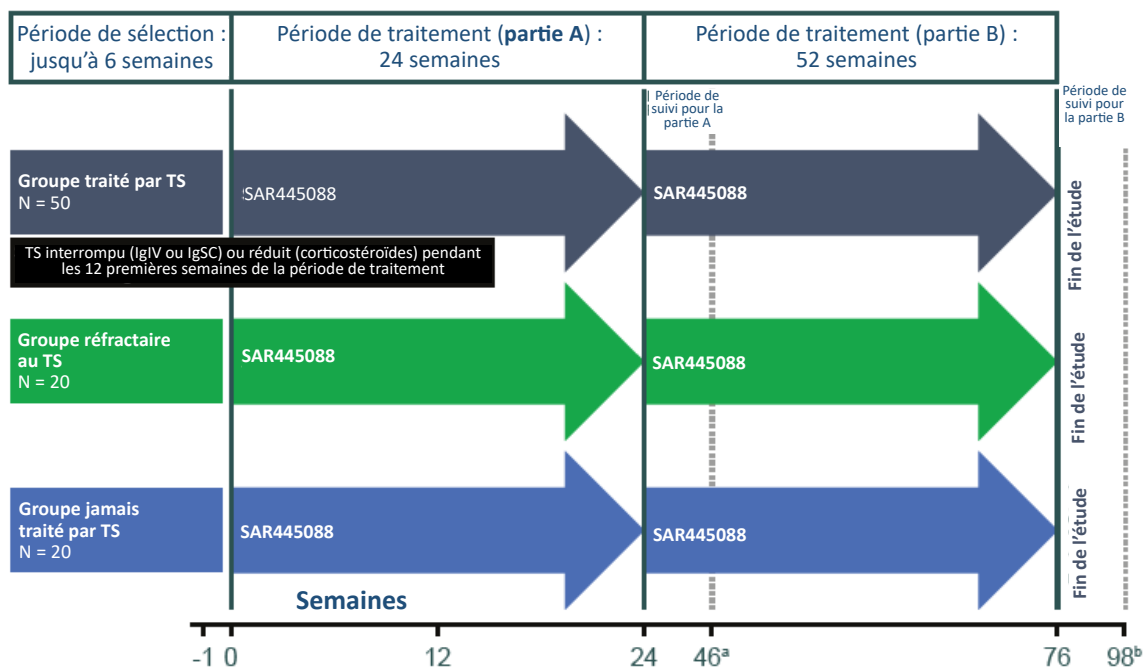 Période de sélection :
jusqu'à 6 semaines
Période de traitement (partie A) :
24 semaines
Période de traitement (partie B) :
52 semaines
Période de
suivi pour la
partie A
Période de
suivi pour
la partie B
Groupe traité par TS
N = 50
SAR445088
SAR445088
Fin de l'étude
TS interrompu (IgIV ou IgSC) ou réduit (corticostéroïdes) pendant
les 12 premières semaines de la période de traitement
Groupe réfractaire
au TS
N = 20
SAR445088
SAR445088
Fin de l'étude
Groupe jamais
traité par TS
N = 20
SAR445088
SAR445088
Fin de l'étude
Semaines
-1 0 12 24 46ª 76 98ᵇ